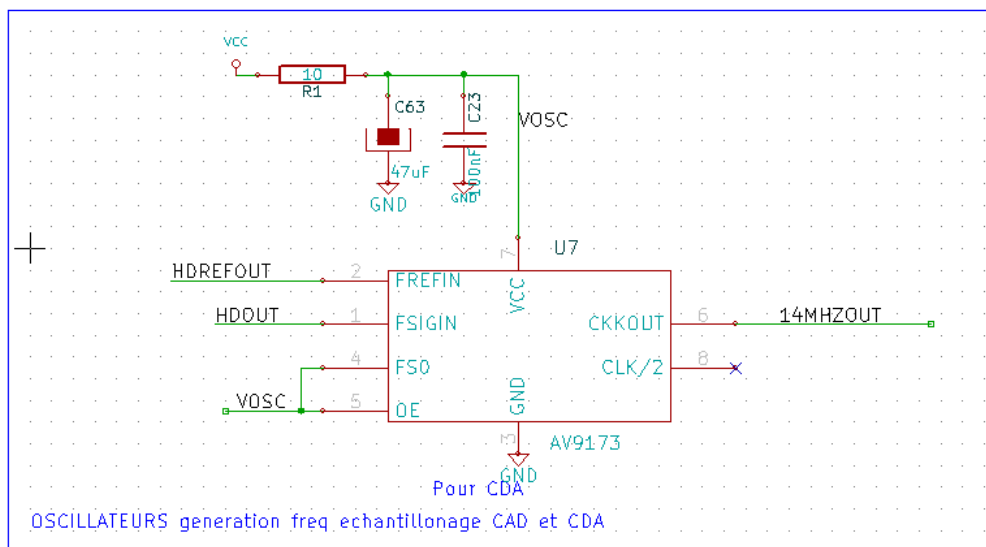 VCC
10
R1
C63
C23
VOSC
47uF
100nF
GND
GND
U7
7
HDREFOUT
2
FREFIN
VCC
HDOUT
1
FSIGIN
CKKOUT
6
14MHZOUT
4
FS0
CLK/2
8
VOSC
5
OE
GND
3
AV9173
GND
Pour CDA
OSCILLATEURS generation freq echantillonage CAD et CDA